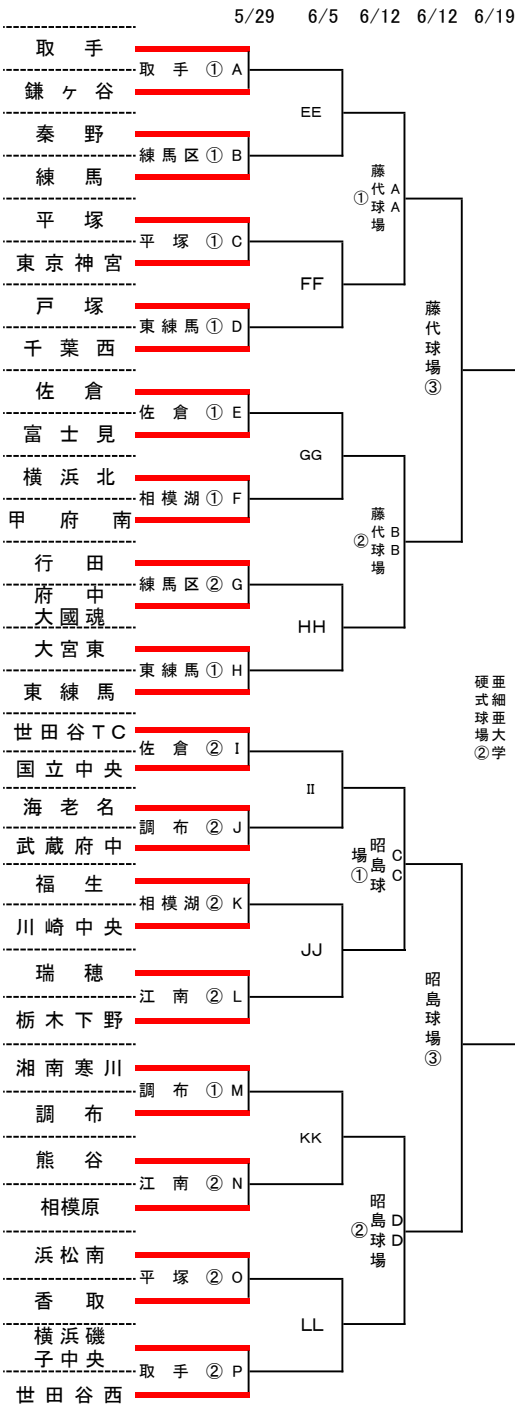 5/29 6/5 6/12 6/12 6/19
取手
取手 ① A
鎌ヶ谷
EE
秦野
練馬区 ① B
練馬
藤代球場 AA ①
平塚
平塚 ① C
東京神宮
FF
戸塚
東練馬 ① D
千葉西
藤代球場③
佐倉
佐倉 ① E
富士見
GG
横浜北
相模湖 ① F
甲府南
藤代球場 BB ②
行田
練馬区 ② G
府中
大國魂
HH
大宮東
東練馬 ① H
東練馬
亜細亜大学
硬式球場②
世田谷TC
佐倉 ② I
国立中央
II
海老名
調布 ② J
武蔵府中
昭島球場① CC
福生
相模湖 ② K
川崎中央
JJ
瑞穂
江南 ② L
栃木下野
昭島球場③
湘南寒川
調布 ① M
調布
KK
熊谷
江南 ② N
相模原
昭島球場 DD ②
浜松南
平塚 ② O
香取
LL
横浜磯
子中央
取手 ② P
世田谷西